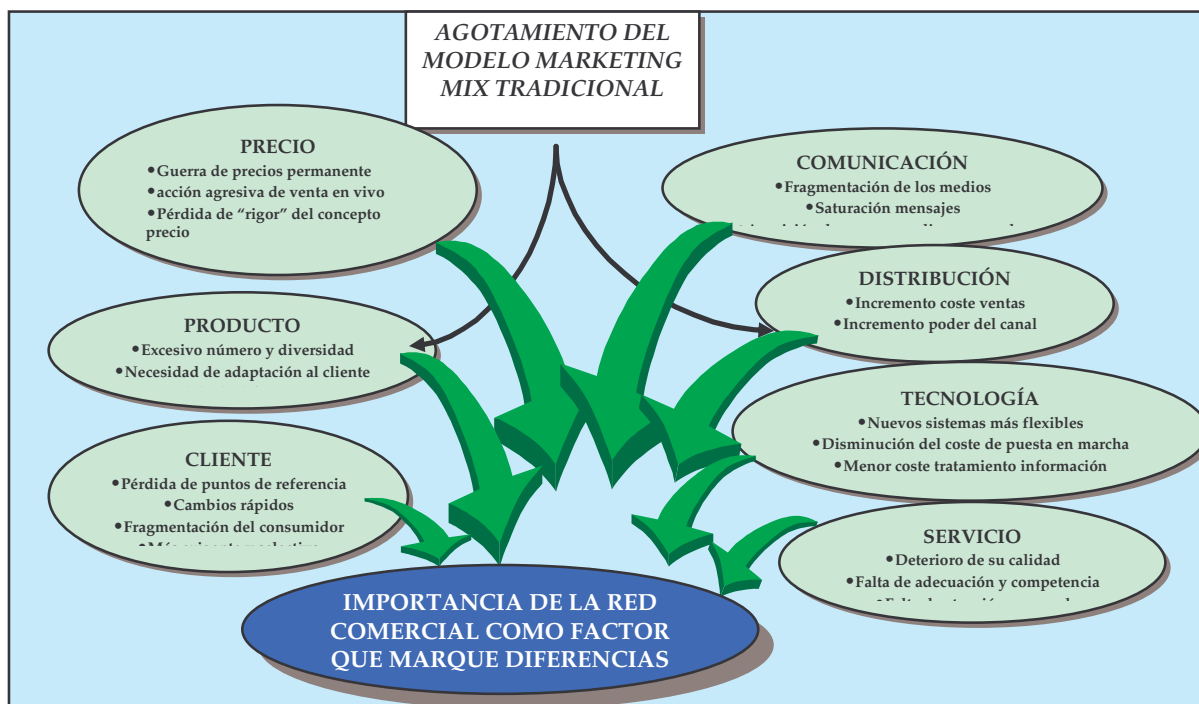 AGOTAMIENTO DEL
MODELO MARKETING
MIX TRADICIONAL
PRECIO
•Guerra de precios permanente
•acción agresiva de venta en vivo
•Pérdida de “rigor” del concepto
precio
COMUNICACIÓN
•Fragmentación de los medios
•Saturación mensajes
DISTRIBUCIÓN
•Incremento coste ventas
•Incremento poder del canal
PRODUCTO
•Excesivo número y diversidad
•Necesidad de adaptación al cliente
TECNOLOGÍA
•Nuevos sistemas más flexibles
•Disminución del coste de puesta en marcha
•Menor coste tratamiento información
CLIENTE
•Pérdida de puntos de referencia
•Cambios rápidos
•Fragmentación del consumidor
SERVICIO
•Deterioro de su calidad
•Falta de adecuación y competencia
IMPORTANCIA DE LA RED
COMERCIAL COMO FACTOR
QUE MARQUE DIFERENCIAS